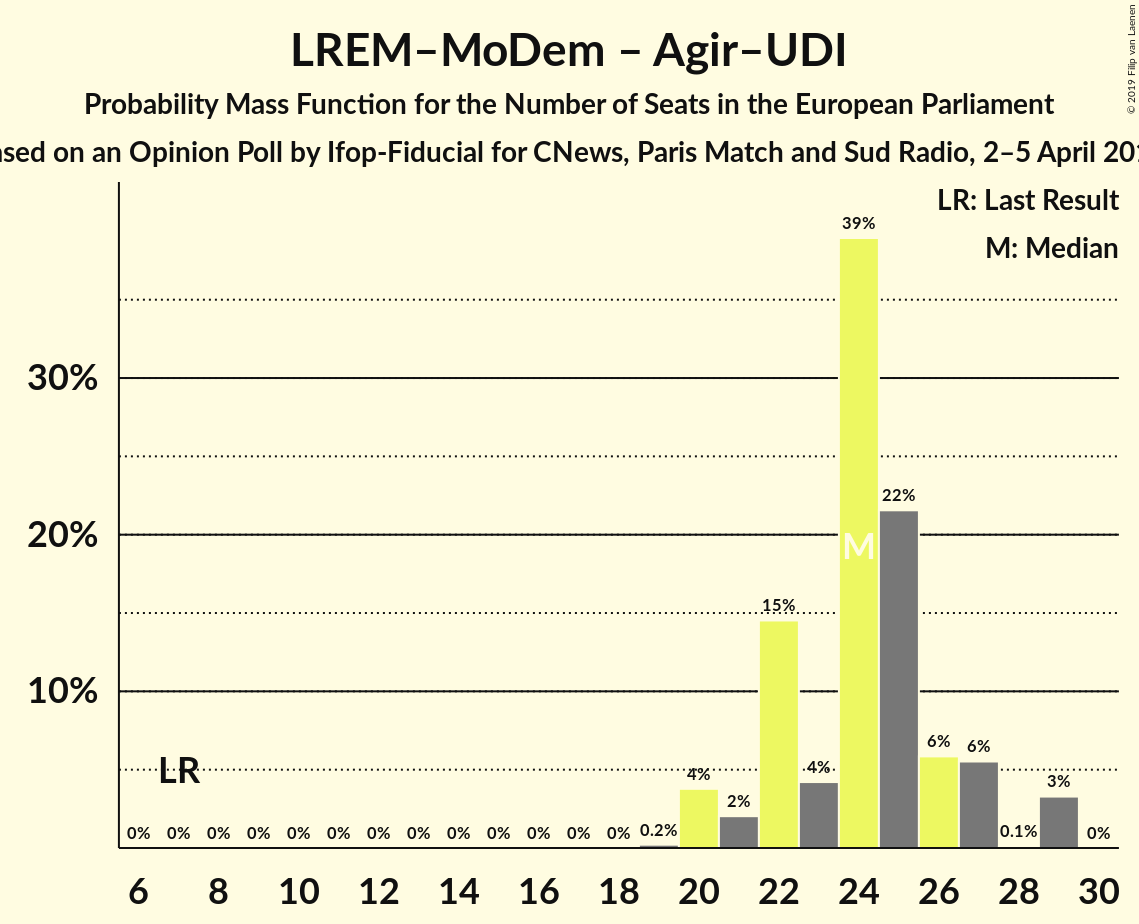 LREM–MoDem – Agir–UDI
Probability Mass Function for the Number of Seats in the European Parliament
on an Opinion Poll by Ifop-Fiducial for CNews, Paris Match and Sud Radio, 2–5 April
© 2019 Filip van Laenen
LR: Last Result
M: Median
39%
30%
22%
20%
M
15%
10%
LR
6% 6%
4% 4%
3%
2%
0% 0% 0% 0% 0% 0% 0% 0% 0% 0% 0% 0% 0% 0.2% 0.1% 0%
6 8 10 12 14 16 18 20 22 24 26 28 30